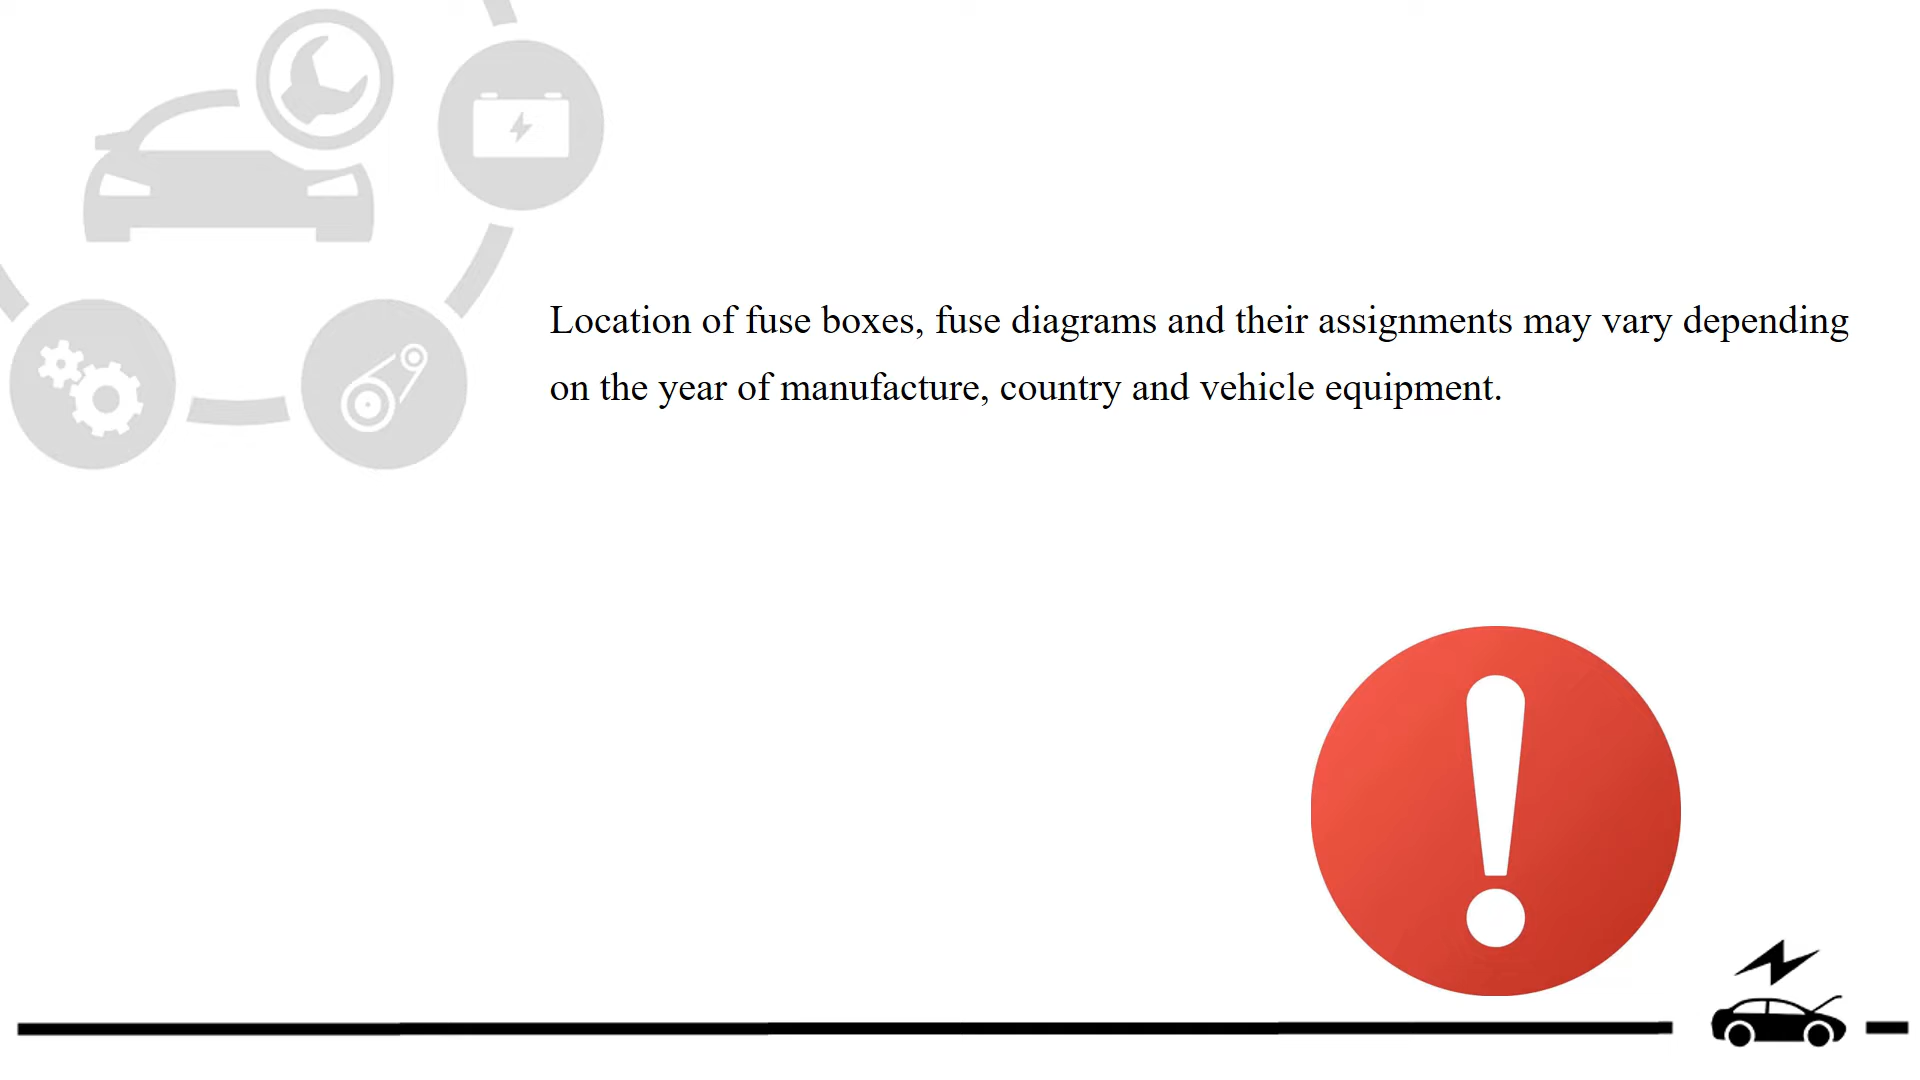 Location of fuse boxes, fuse diagrams and their assignments may vary depending
on the year of manufacture, country and vehicle equipment.